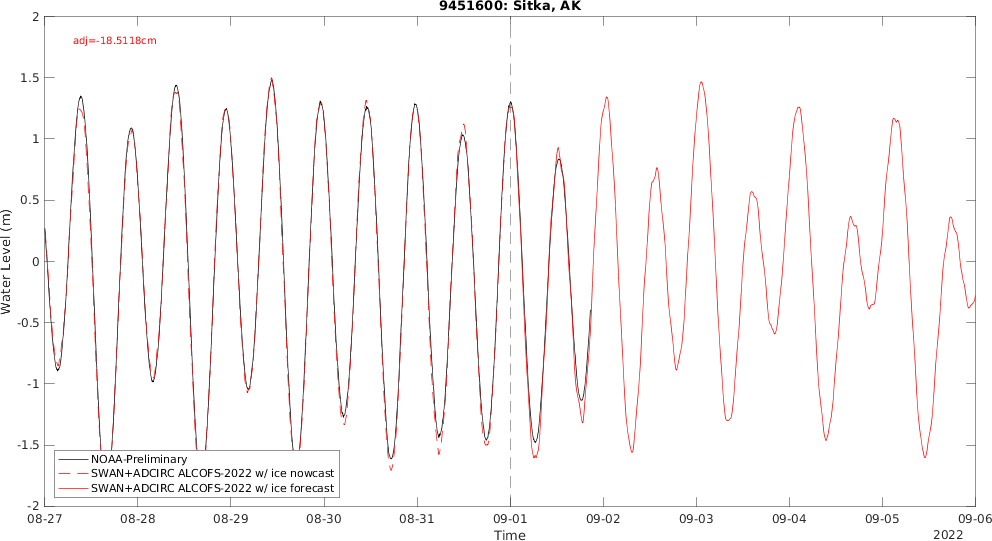 9451600: Sitka, AK
adj=-18.5118cm
2
1.5
1
0.5
0
-0.5
-1
-1.5
-2
Water Level (m)
NOAA-Preliminary
SWAN+ADCIRC ALCOFS-2022 w/ ice nowcast
SWAN+ADCIRC ALCOFS-2022 w/ ice forecast
08-27 08-28 08-29 08-30 08-31 09-01 09-02 09-03 09-04 09-05 09-06
Time
2022